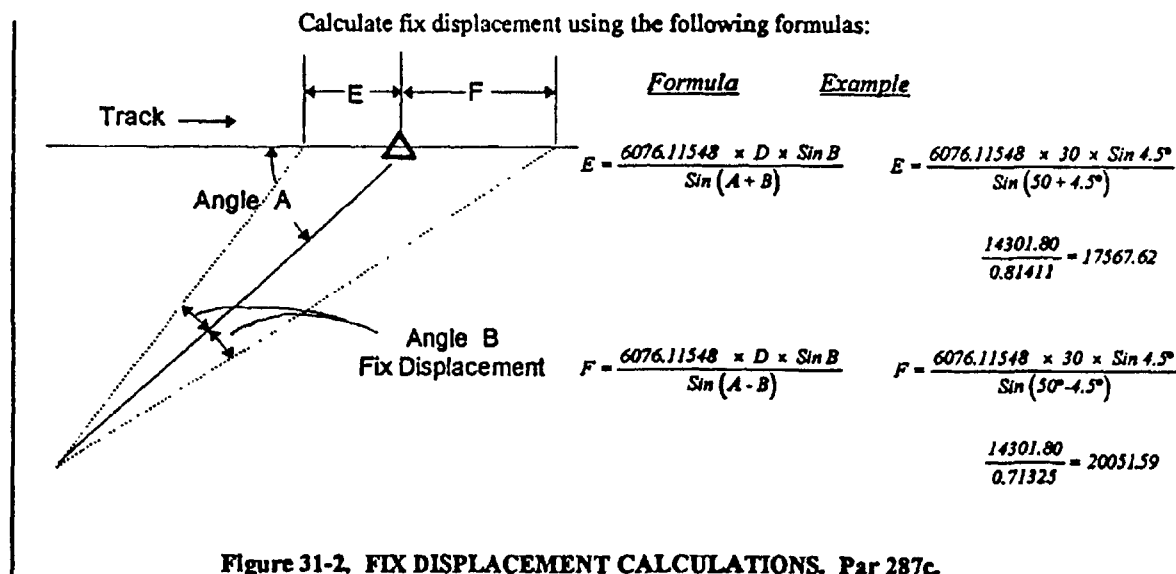 Calculate fix displacement using the following formulas:
E
F
Track
Angle A
Angle B
Fix Displacement
Formula Example
E = 6076.11548 × D × Sin B / Sin (A + B)
E = 6076.11548 × 30 × Sin 4.5° / Sin (50 + 4.5°)
14301.80 / 0.81411 = 17567.62
F = 6076.11548 × D × Sin B / Sin (A - B)
F = 6076.11548 × 30 × Sin 4.5° / Sin (50°-4.5°)
14301.80 / 0.71325 = 20051.59
Figure 31-2. FIX DISPLACEMENT CALCULATIONS. Par 287c.